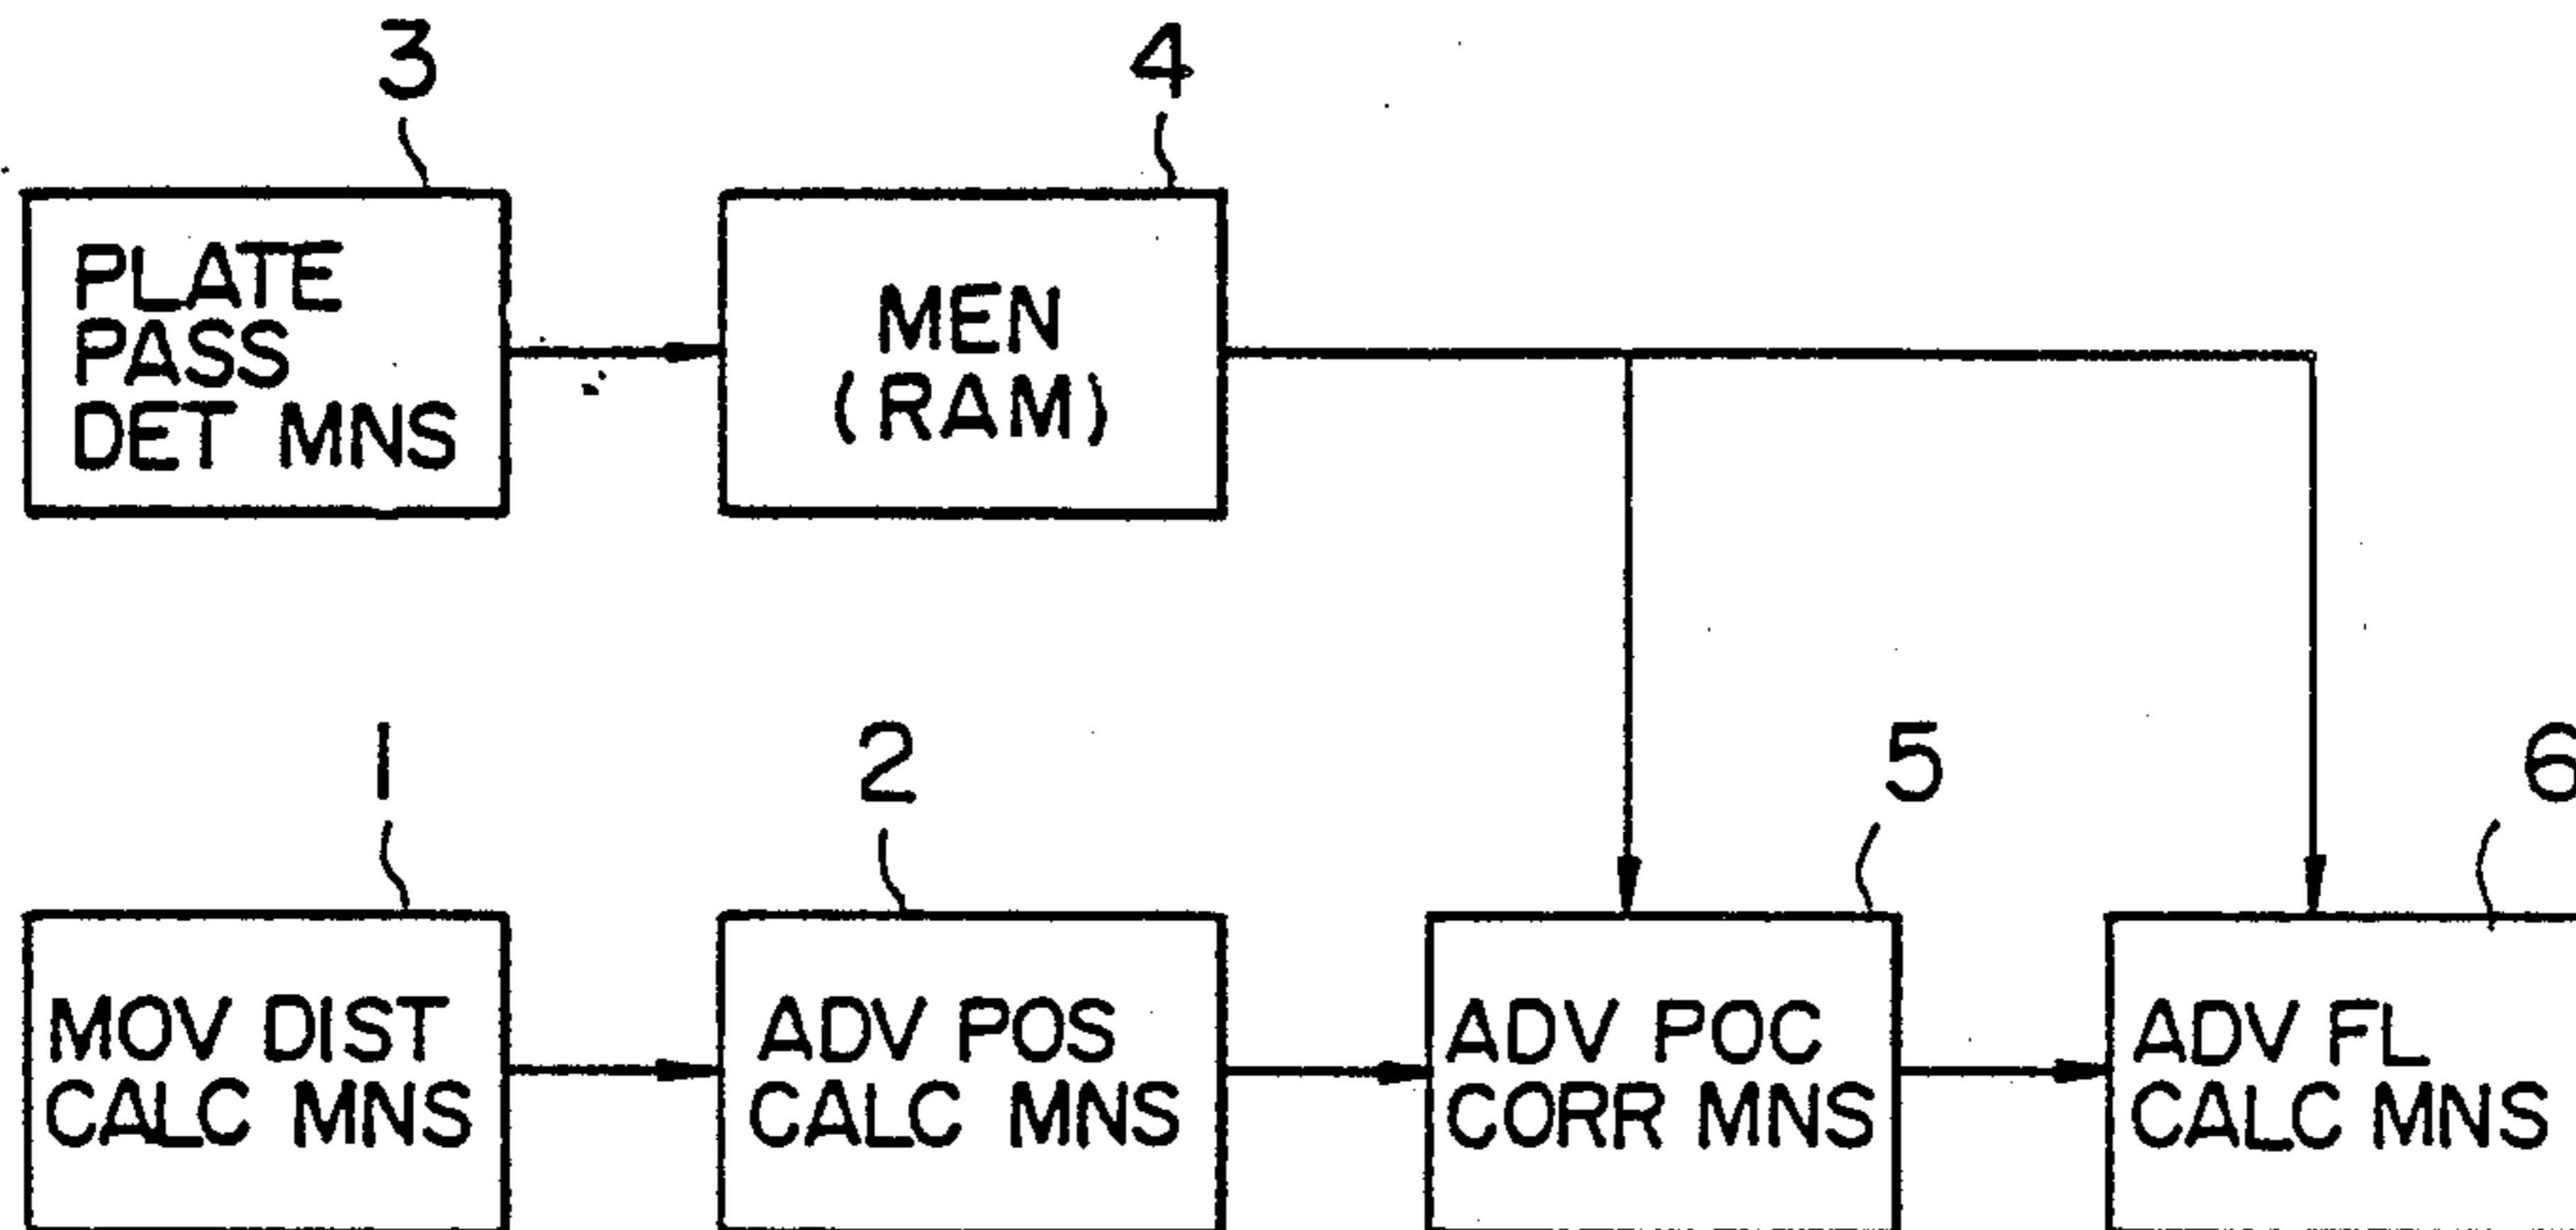 3
4
PLATE
PASS
DET MNS
MEN
(RAM)
1
2
5
6
MOV DIST
CALC MNS
ADV POS
CALC MNS
ADV POC
CORR MNS
ADV FL
CALC MNS